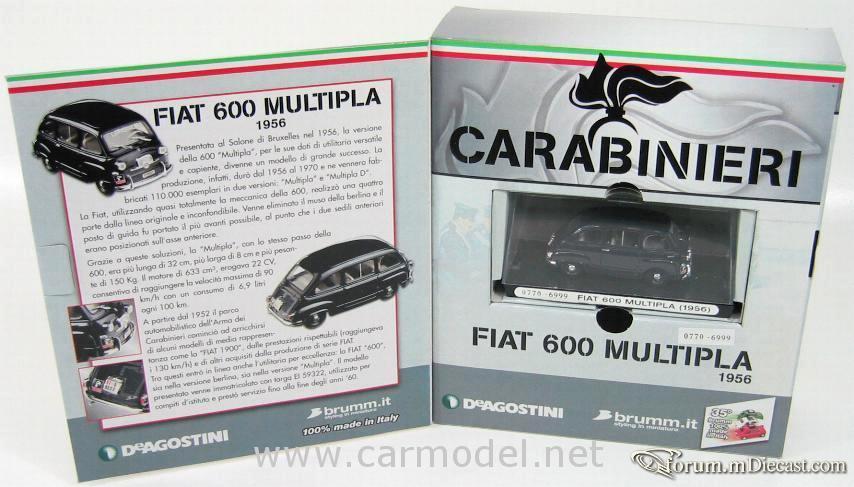 FIAT 600 MULTIPLA
1956
Presentata al Salone di Bruxelles nel 1956, la versione
della 600 "Multipla", per le sue doti di utilitaria versatile
e capiente, divenne un modello di grande successo. La
produzione, infatti, durò dal 1956 al 1970 e ne vennero fab-
bricati 110.000 esemplari in due versioni: "Multipla" e "Multipla D".
La Fiat, utilizzando quasi totalmente la meccanica della 600, realizzò una quattro
porte dalla linea originale e inconfondibile. Venne eliminato il muso della berlina e il
posto di guida fu portato il più avanti possibile, al punto che i due sedili anteriori
erano posizionati sull'asse anteriore.
Grazie a queste soluzioni, la "Multipla", con lo stesso passo della
600, era più lunga di 32 cm, più larga di 8 cm e più pesan-
te di 150 Kg. Il motore di 633 cm³, erogava 22 CV,
consentiva di raggiungere la velocità massima di 90
km/h con un consumo di 6,9 litri
ogni 100 km.
A partire dal 1952 il parco
automobilistico dell'Arma dei
Carabinieri cominciò ad arricchirsi
di alcuni modelli di media rappresen-
tanza come la "FIAT 1900", dalle prestazioni rispettabili (raggiungeva
i 130 km/h) e di altri acquisiti dalla produzione di serie FIAT.
Tra questi entrò in linea anche l'utilitaria per eccellenza: la FIAT "600",
sia nella versione berlina, sia nella versione "Multipla". Il modello
presentato venne immatricolato con targa EI 59322, utilizzato per
compiti d'istituto e prestò servizio fino alla fine degli anni '60.
DeAGOSTINI
brumm.it
styling in miniatura
100% made in Italy
CARABINIERI
0770-6999 FIAT 600 MULTIPLA (1956)
0770-6999
FIAT 600 MULTIPLA
1956
DeAGOSTINI
brumm.it
styling in miniatura
35°
brumm
100%
made
in Italy
© www.carmodel.net
forum.mDiecast.com